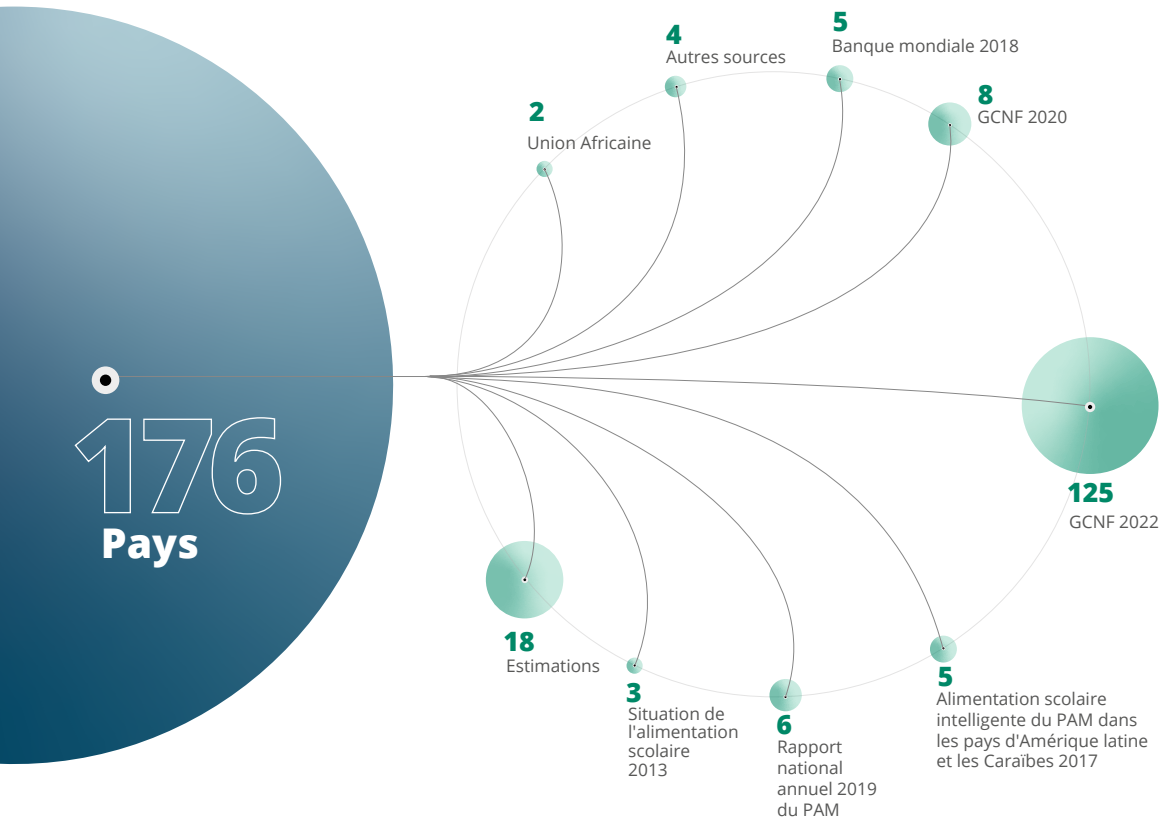 176
Pays
2
Union Africaine
4
Autres sources
5
Banque mondiale 2018
8
GCNF 2020
125
GCNF 2022
5
Alimentation scolaire
intelligente du PAM dans
les pays d'Amérique latine
et les Caraïbes 2017
6
Rapport
national
annuel 2019
du PAM
3
Situation de
l'alimentation
scolaire
2013
18
Estimations